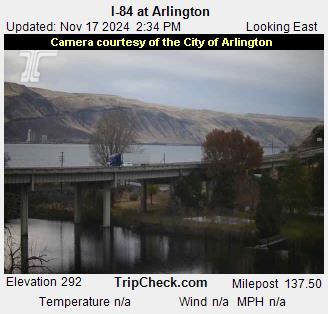 I-84 at Arlington
Updated: Nov 17 2024 2:34 PM Looking East
Camera courtesy of the City of Arlington
Elevation 292 TripCheck.com Milepost 137.50
Temperature n/a Wind n/a MPH n/a